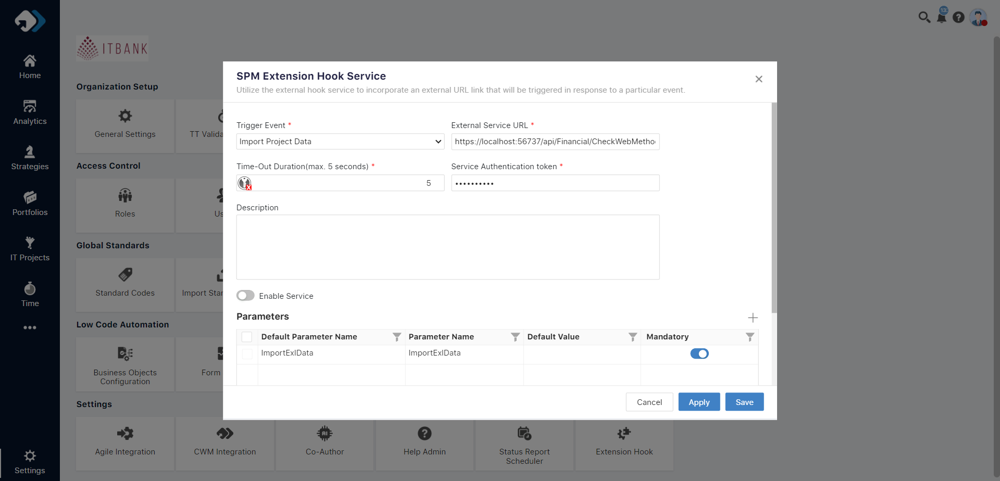 ITBANK
Home
Analytics
Strategies
Portfolios
IT Projects
Time
Settings
Organization Setup
General Settings
TT Valida
Access Control
Roles
Us
Global Standards
Standard Codes
Import Star
Low Code Automation
Business Objects
Configuration
Form
Settings
Agile Integration
CWM Integration
AI
Co-Author
Help Admin
Status Report
Scheduler
Extension Hook
SPM Extension Hook Service
Utilize the external hook service to incorporate an external URL link that will be triggered in response to a particular event.
Trigger Event *
External Service URL *
Import Project Data
https://localhost:56737/api/Financial/CheckWebMetho
Time-Out Duration(max. 5 seconds) *
Service Authentication token *
5
••••••••••
Description
Enable Service
Parameters
Default Parameter Name
Parameter Name
Default Value
Mandatory
ImportExlData
ImportExlData
Cancel
Apply
Save